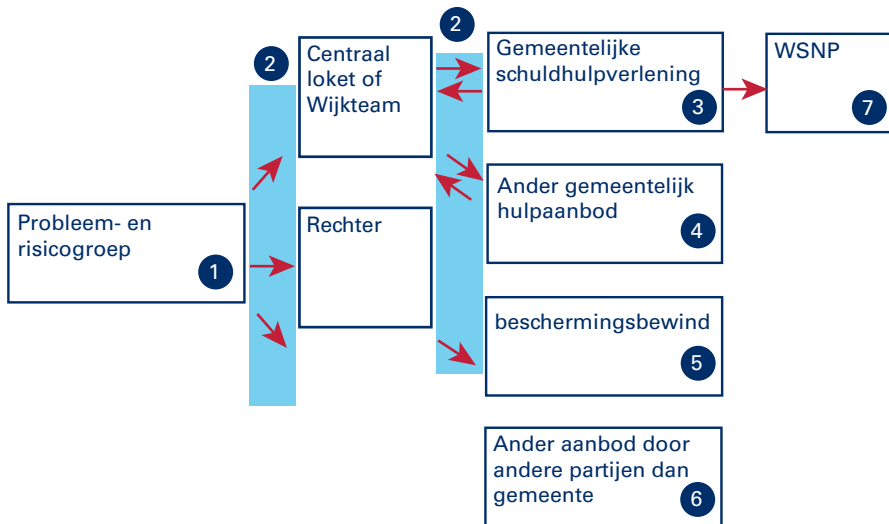 Probleem- en
risicogroep
1
2
Centraal
loket of
Wijkteam
Rechter
2
Gemeentelijke
schuldhulpverlening
3
WSNP
7
Ander gemeentelijk
hulpaanbod
4
beschermingsbewind
5
Ander aanbod door
andere partijen dan
gemeente
6